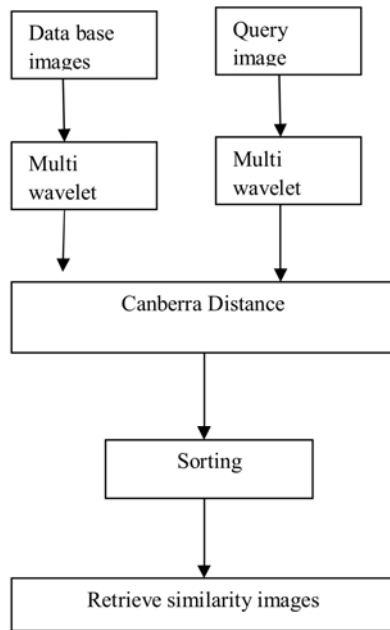 Data base
images
Query
image
Multi
wavelet
Multi
wavelet
Canberra Distance
Sorting
Retrieve similarity images